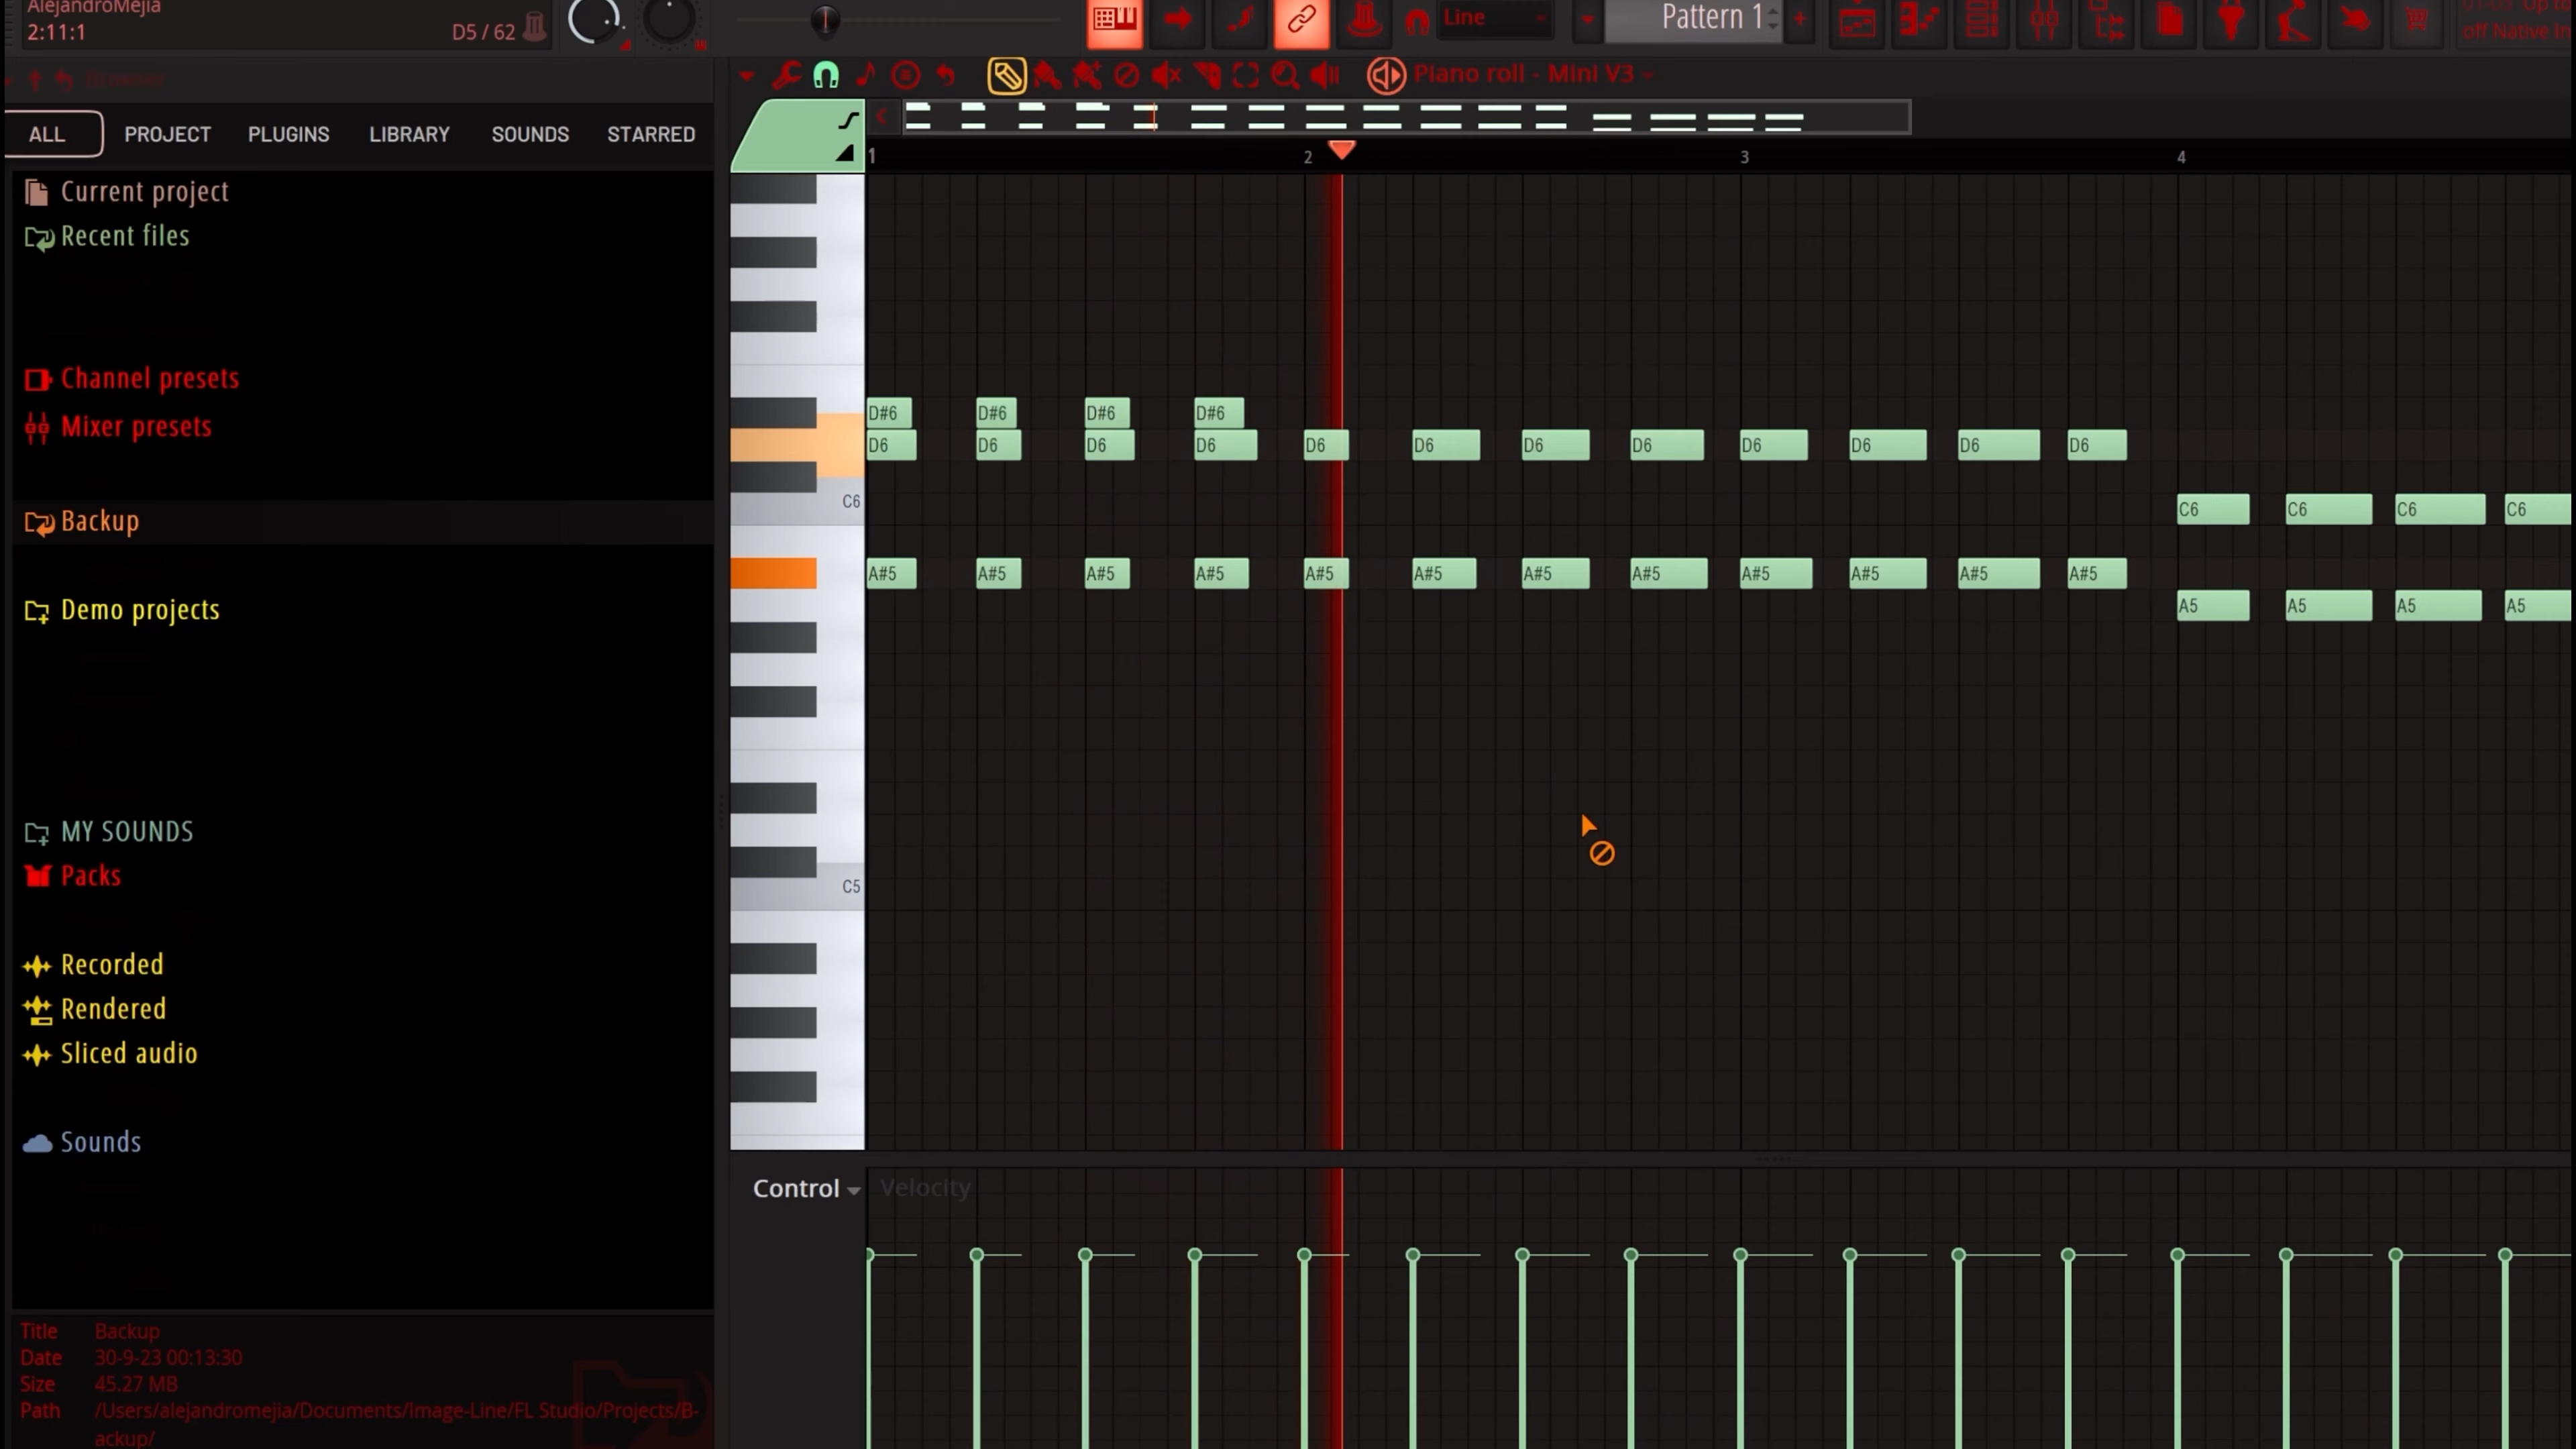 AlejandroMejia
2:11:1
D5 / 62
Line
Pattern 1
off Native In
Browser
Piano roll - Mini V3
ALL
PROJECT
PLUGINS
LIBRARY
SOUNDS
STARRED
1
2
3
4
Current project
Recent files
Channel presets
Mixer presets
Backup
Demo projects
MY SOUNDS
Packs
Recorded
Rendered
Sliced audio
Sounds
D#6 D#6 D#6 D#6
D6 D6 D6 D6 D6 D6 D6 D6 D6 D6 D6 D6
C6
C6 C6 C6 C6
A#5 A#5 A#5 A#5 A#5 A#5 A#5 A#5 A#5 A#5 A#5 A#5
A5 A5 A5 A5
C5
Control
Velocity
Title Backup
Date 30-9-23 00:13:30
Size 45.27 MB
Path /Users/alejandromejia/Documents/Image-Line/FL Studio/Projects/B-
ackup/